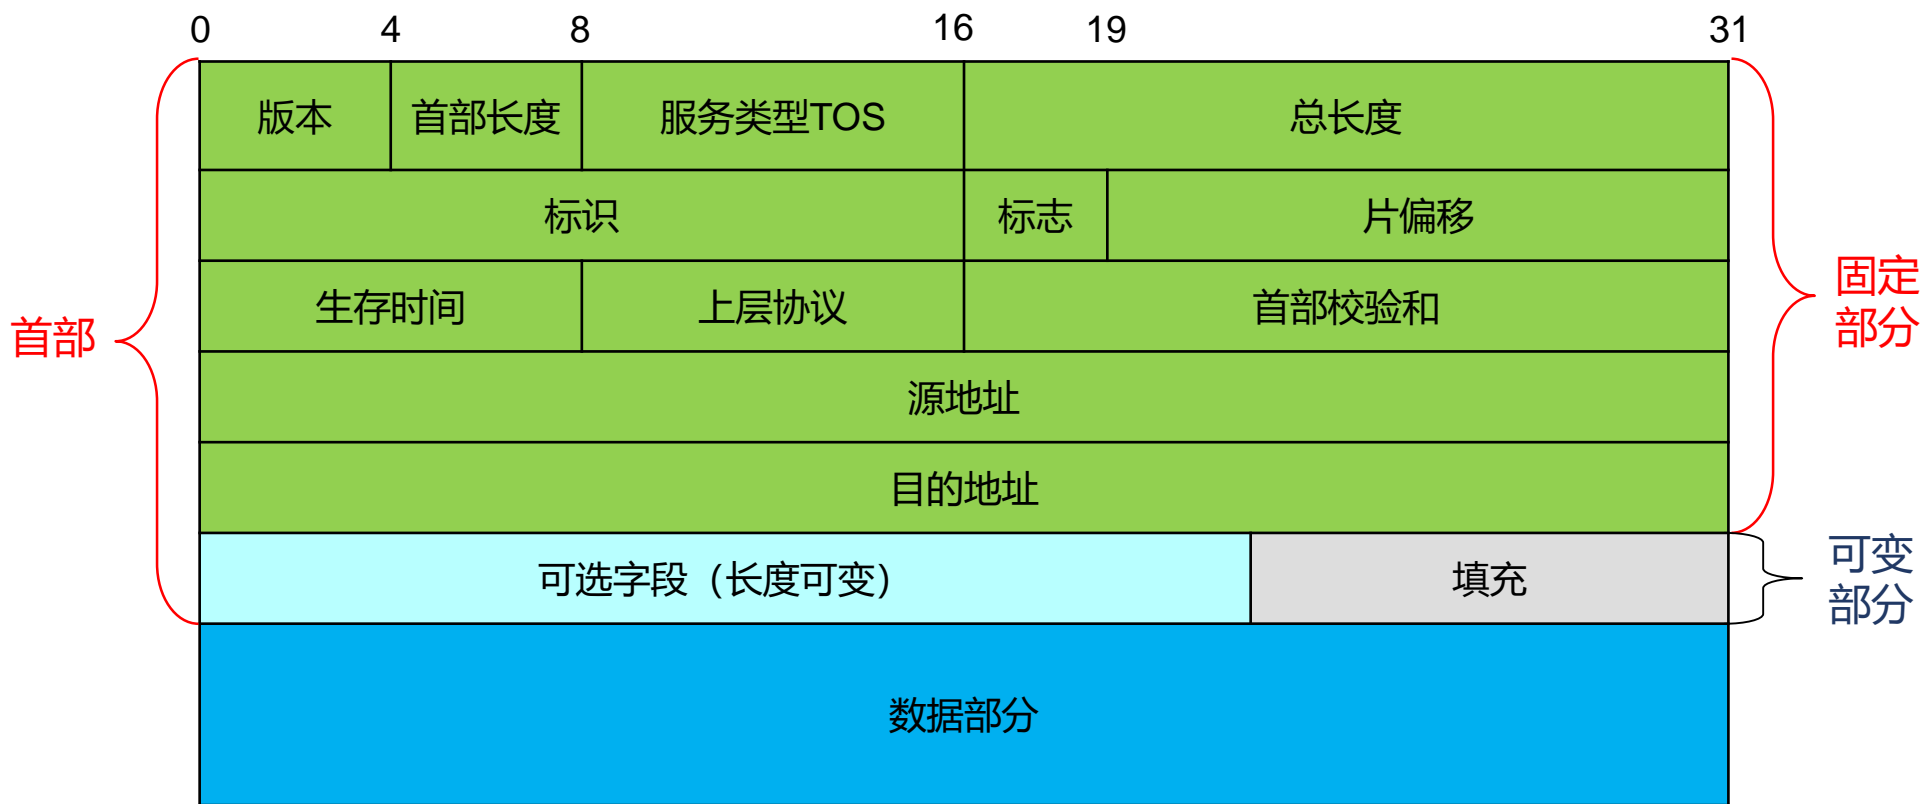 0 4 8 16 19 31
版本 首部长度 服务类型TOS 总长度
标识 标志 片偏移
生存时间 上层协议 首部校验和
源地址
目的地址
可选字段（长度可变） 填充
数据部分
首部
固定
部分
可变
部分